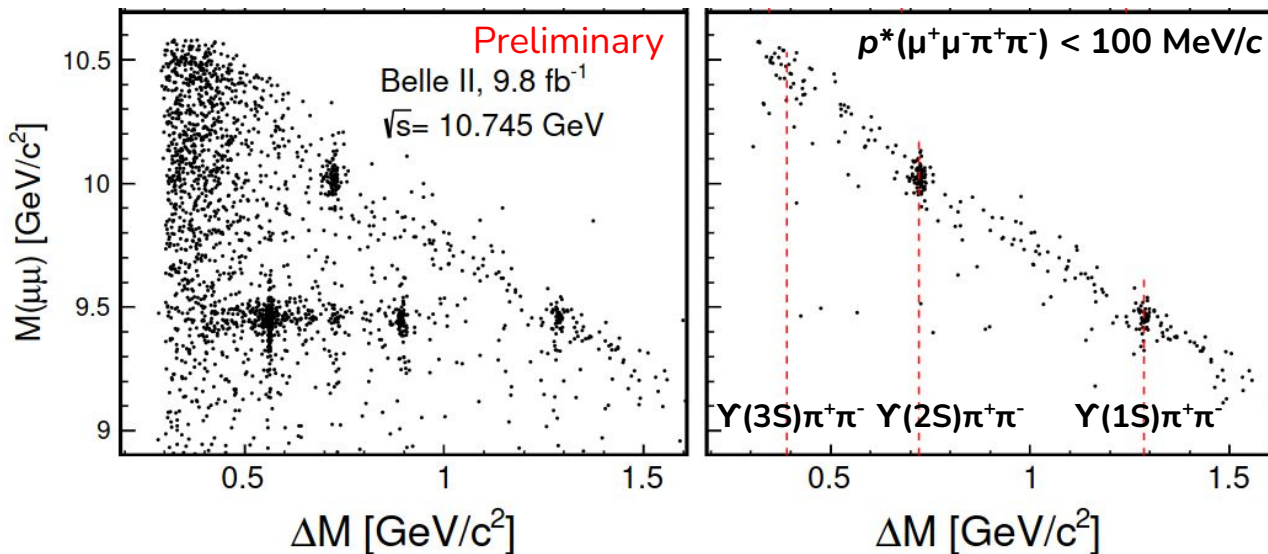 Preliminary
Belle II, 9.8 fb⁻¹
√s= 10.745 GeV
10.5
10
9.5
9
M(μμ) [GeV/c²]
0.5
1
1.5
ΔM [GeV/c²]
p*(μ⁺μ⁻π⁺π⁻) < 100 MeV/c
ϒ(3S)π⁺π⁻
ϒ(2S)π⁺π⁻
ϒ(1S)π⁺π⁻
0.5
1
1.5
ΔM [GeV/c²]